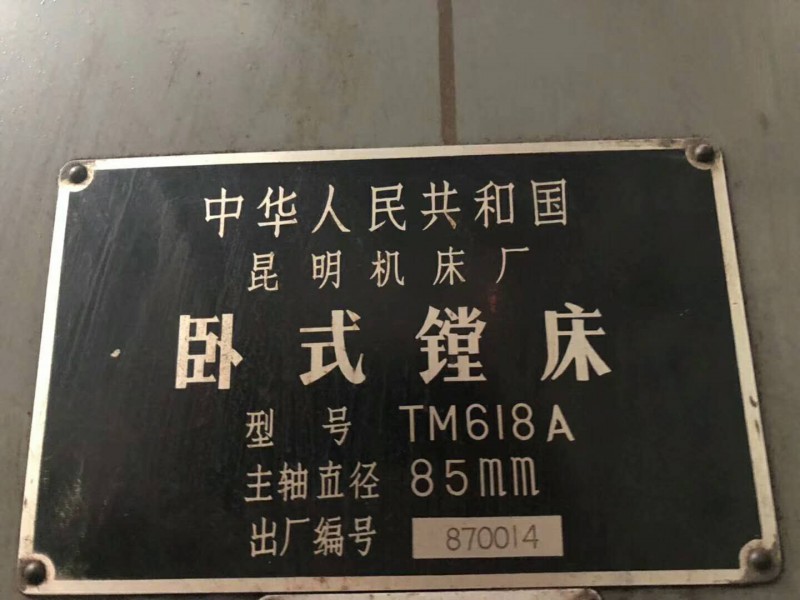 中华人民共和国
昆明机床厂
卧式镗床
型号 TM618A
主轴直径 85mm
出厂编号 870014